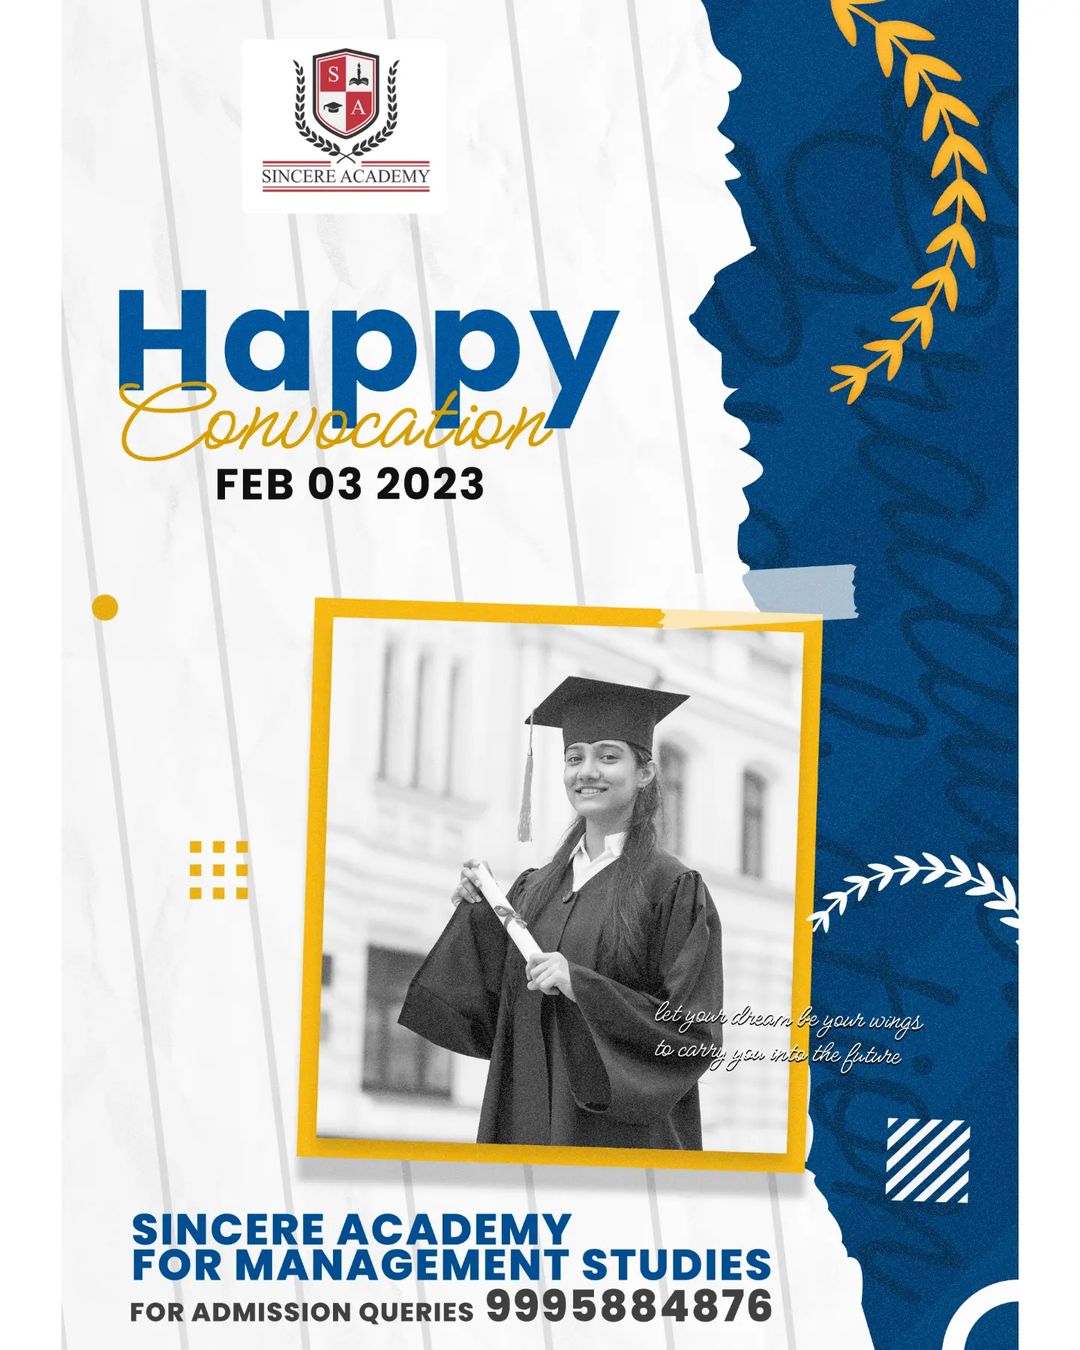 S
A
SINCERE ACADEMY
Happy
Convocation
FEB 03 2023
let your dream be your wings
to carry you into the future
SINCERE ACADEMY
FOR MANAGEMENT STUDIES
FOR ADMISSION QUERIES 9995884876